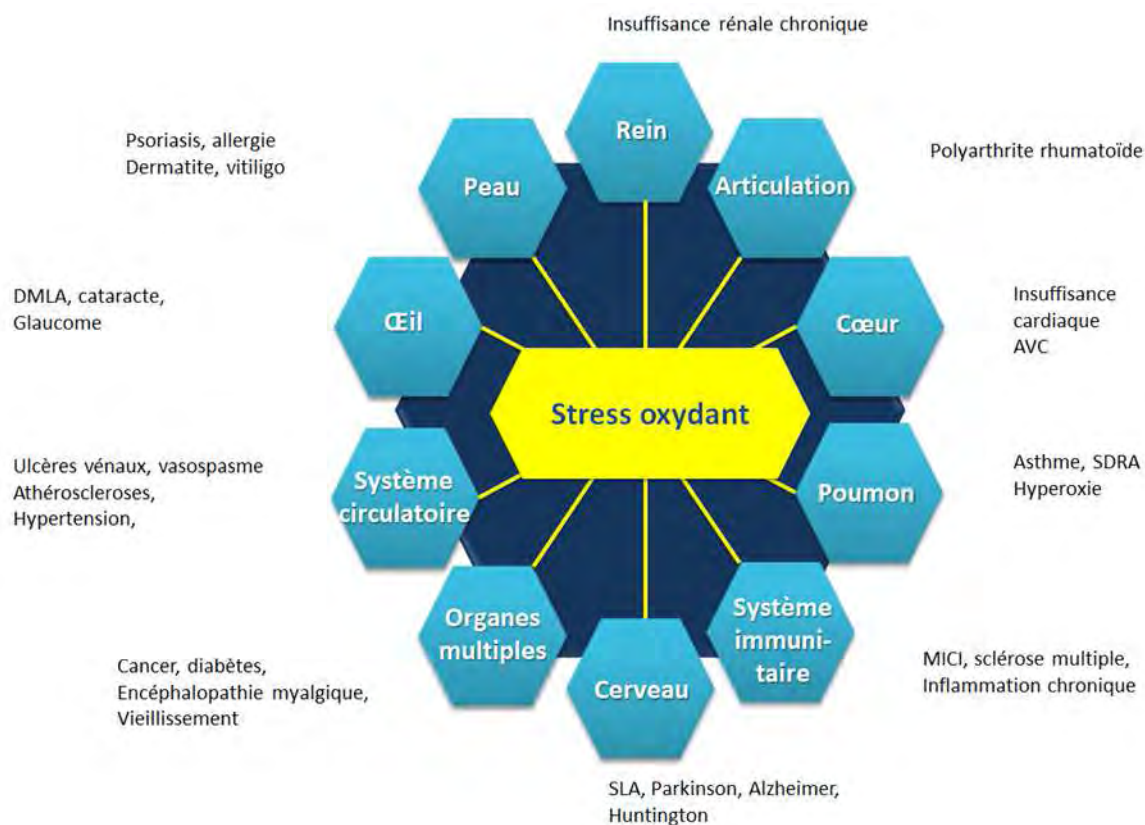 Insuffisance rénale chronique
Rein
Psoriasis, allergie
Dermatite, vitiligo
Peau
Articulation
Polyarthrite rhumatoïde
DMLA, cataracte,
Glaucome
Œil
Cœur
Insuffisance
cardiaque
AVC
Stress oxydant
Ulcères vénaux, vasospasme
Athéroscleroses,
Hypertension,
Système
circulatoire
Poumon
Asthme, SDRA
Hyperoxie
Organes
multiples
Système
immuni-
taire
Cancer, diabètes,
Encéphalopathie myalgique,
Vieillissement
Cerveau
MICI, sclérose multiple,
Inflammation chronique
SLA, Parkinson, Alzheimer,
Huntington